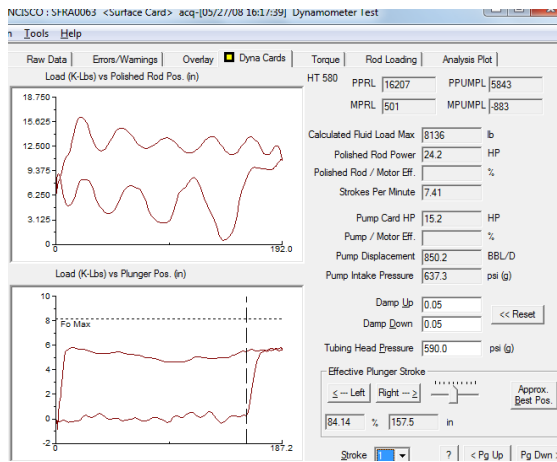 NCISCO : SFRA0063 <Surface Card> acq-[05/27/08 16:17:39] Dynamometer Test
n Tools Help
Raw Data Errors/Warnings Overlay Dyna Cards Torque Rod Loading Analysis Plot
Load (K-Lbs) vs Polished Rod Pos. (in)
18.750
15.625
12.500
9.375
6.250
3.125
0
0 192.0
Load (K-Lbs) vs Plunger Pos. (in)
10
8
Fo Max
6
4
2
0
-2
0 187.2
HT 580 PPRL 16207 PPUMPL 5843
MPRL 501 MPUMPL -883
Calculated Fluid Load Max 8136 lb
Polished Rod Power 24.2 HP
Polished Rod / Motor Eff. %
Strokes Per Minute 7.41
Pump Card HP 15.2 HP
Pump / Motor Eff. %
Pump Displacement 850.2 BBL/D
Pump Intake Pressure 637.3 psi (g)
Damp Up 0.05
<< Reset
Damp Down 0.05
Tubing Head Pressure 590.0 psi (g)
Effective Plunger Stroke
< --- Left Right --- > Approx. Best Pos.
84.14 % 157.5 in
Stroke 1 ? < Pg Up Pg Dwn >